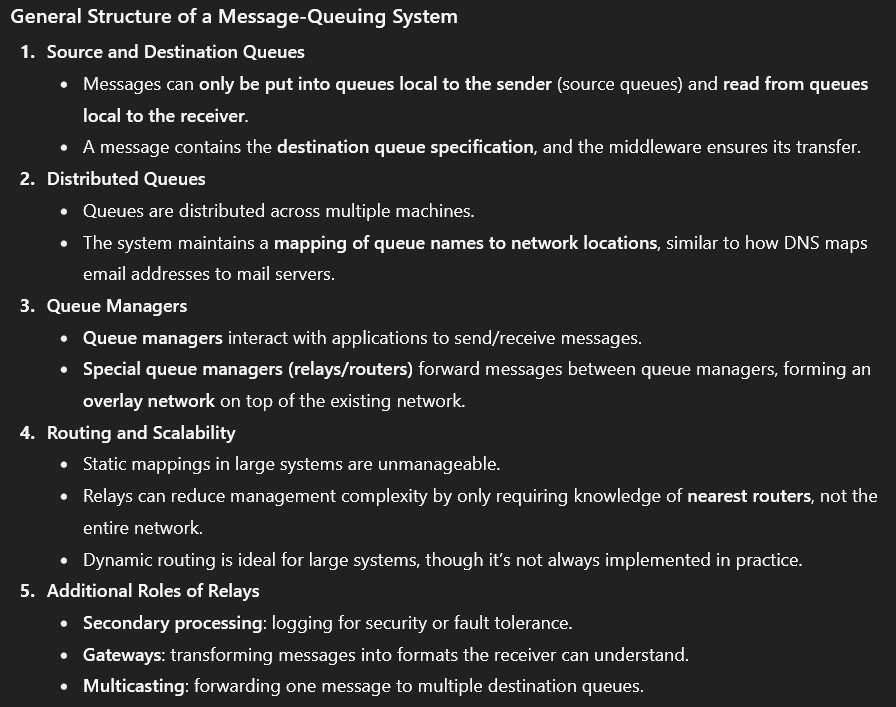 General Structure of a Message-Queuing System
1. Source and Destination Queues
• Messages can only be put into queues local to the sender (source queues) and read from queues
local to the receiver.
• A message contains the destination queue specification, and the middleware ensures its transfer.
2. Distributed Queues
• Queues are distributed across multiple machines.
• The system maintains a mapping of queue names to network locations, similar to how DNS maps
email addresses to mail servers.
3. Queue Managers
• Queue managers interact with applications to send/receive messages.
• Special queue managers (relays/routers) forward messages between queue managers, forming an
overlay network on top of the existing network.
4. Routing and Scalability
• Static mappings in large systems are unmanageable.
• Relays can reduce management complexity by only requiring knowledge of nearest routers, not the
entire network.
• Dynamic routing is ideal for large systems, though it’s not always implemented in practice.
5. Additional Roles of Relays
• Secondary processing: logging for security or fault tolerance.
• Gateways: transforming messages into formats the receiver can understand.
• Multicasting: forwarding one message to multiple destination queues.